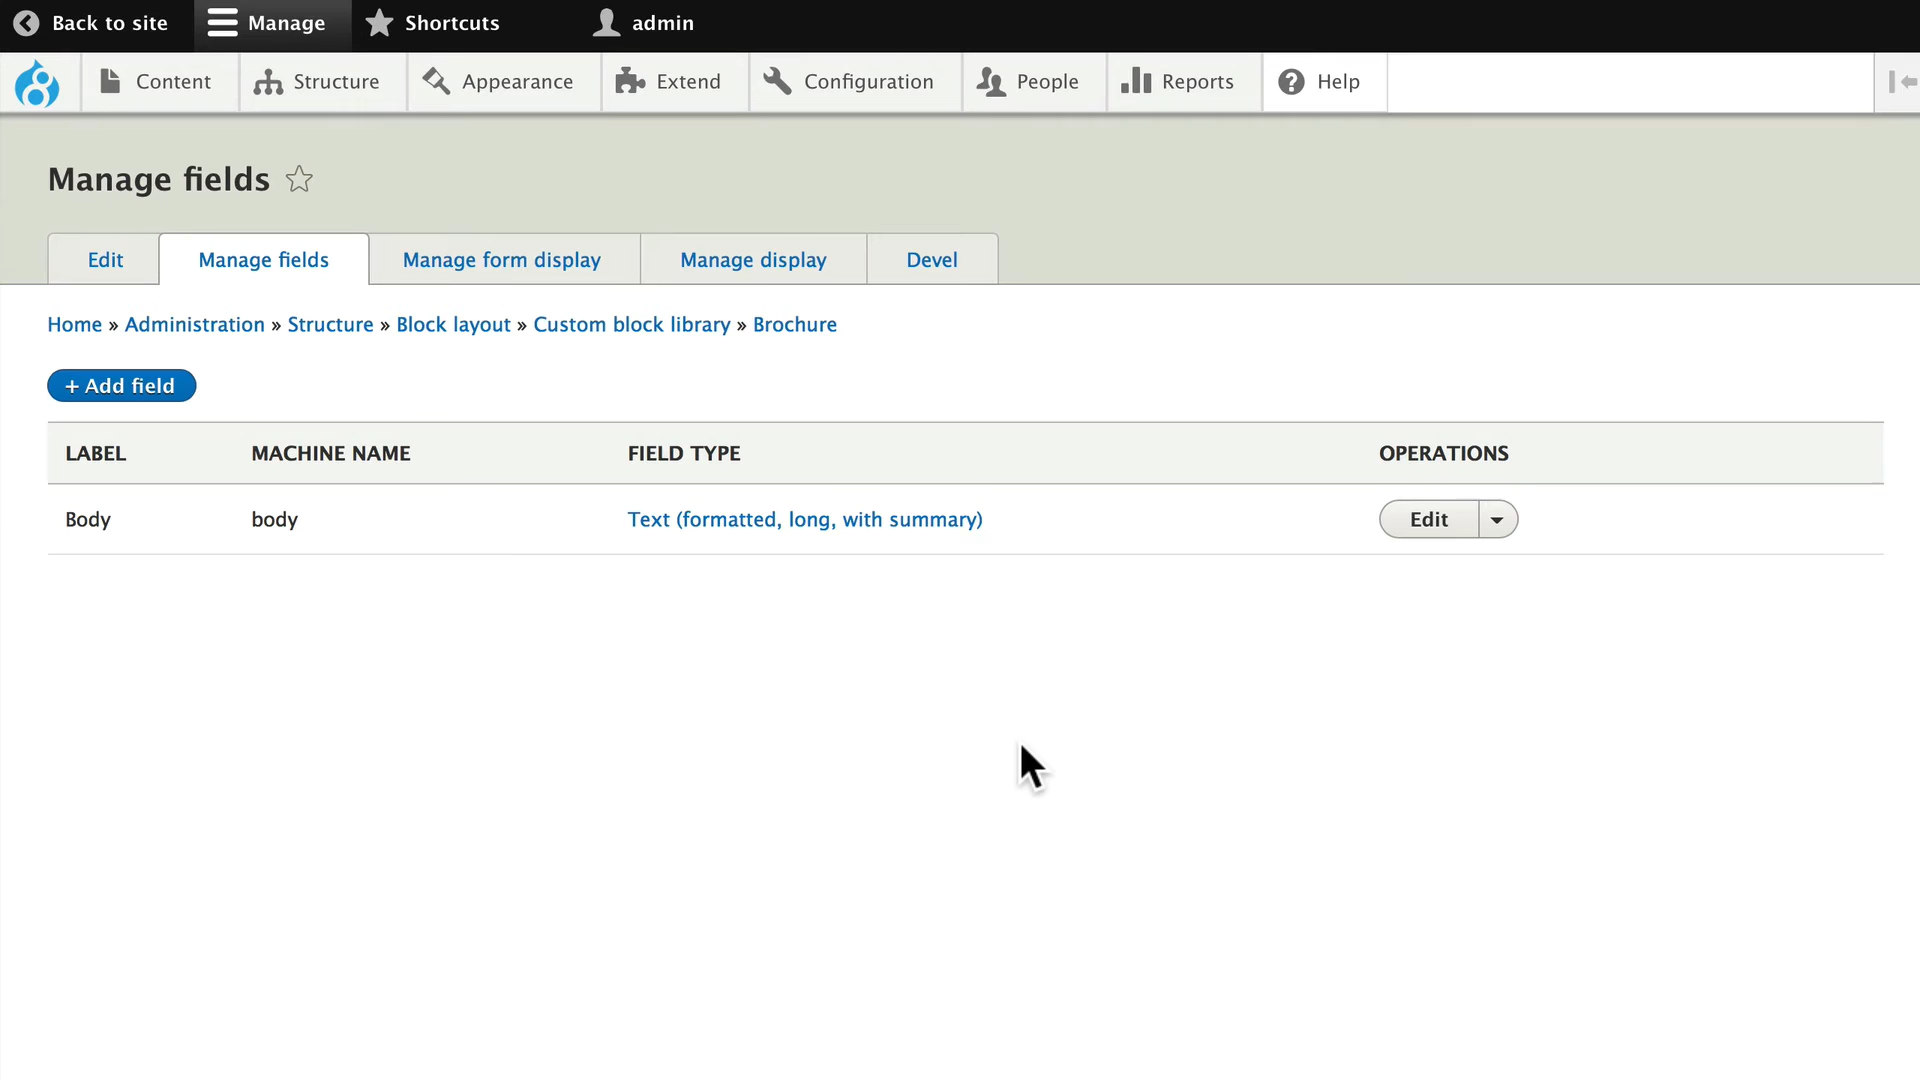 Back to site Manage Shortcuts admin
Content Structure Appearance Extend Configuration People Reports Help
Manage fields
Edit Manage fields Manage form display Manage display Devel
Home » Administration » Structure » Block layout » Custom block library » Brochure
+ Add field
LABEL MACHINE NAME FIELD TYPE OPERATIONS
Body body Text (formatted, long, with summary) Edit